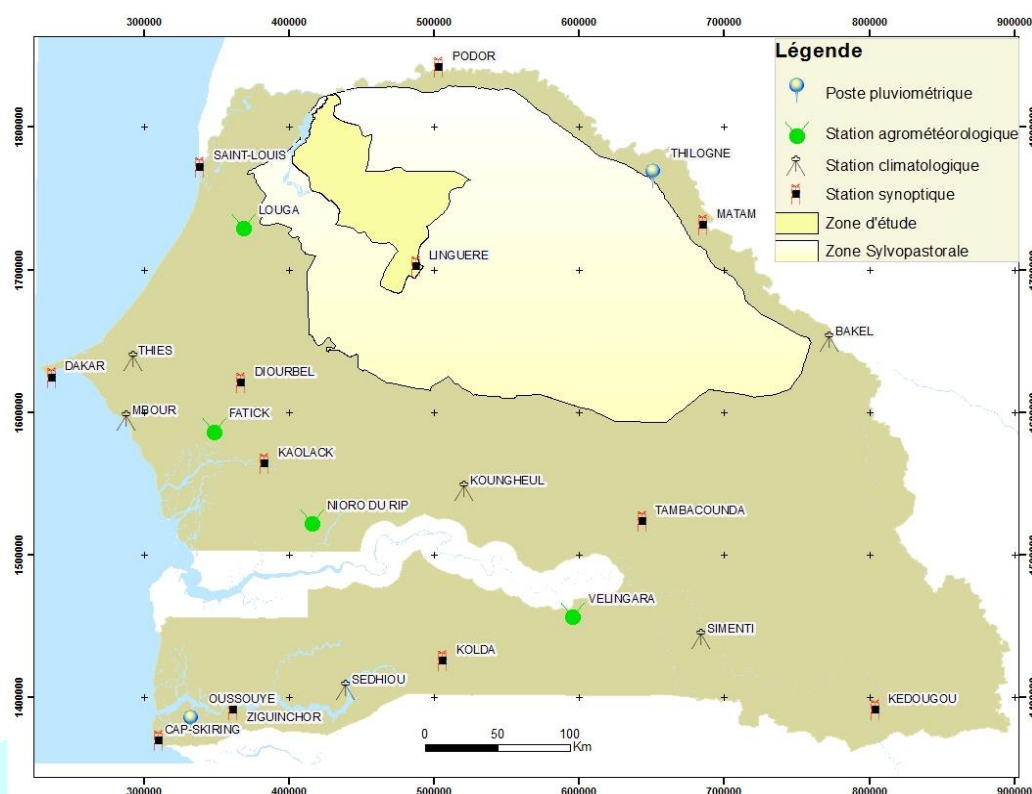 300000 400000 500000 600000 700000 800000 900000
Légende
Poste pluviométrique
Station agrométéorologique
Station climatologique
Station synoptique
Zone d'étude
Zone Sylvopastorale
PODOR
1800000
SAINT-LOUIS
THILOGNE
LOUGA
MATAM
LINGUERE
1700000
BAKEL
THIES
DAKAR
DIOURBEL
MBOUR
FATICK
1600000
KAOLACK
KOUNGHEUL
NIORO DU RIP
TAMBACOUNDA
1500000
VELINGARA
SIMENTI
KOLDA
SEDHIOU
OUSSOUYE
KEDOUGOU
1400000
ZIGUINCHOR
CAP-SKIRING
0 50 100
Km
300000 400000 500000 600000 700000 800000 900000